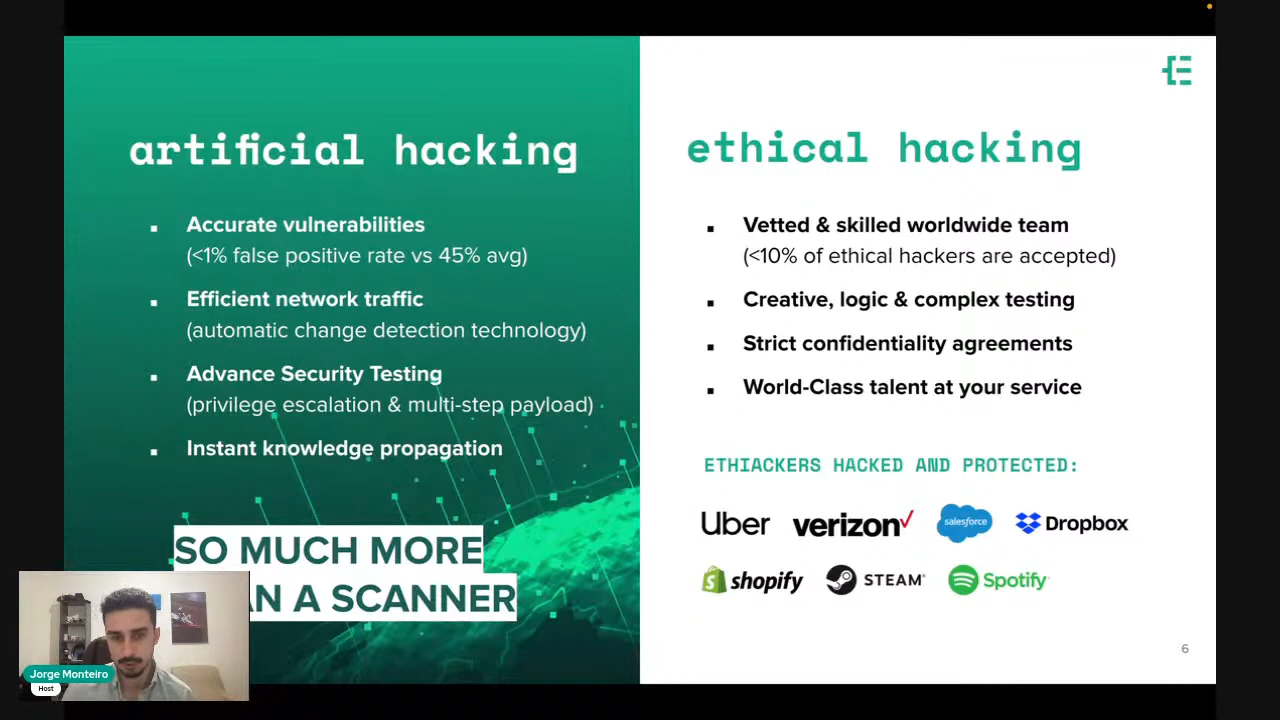 artificial hacking
Accurate vulnerabilities
(<1% false positive rate vs 45% avg)
Efficient network traffic
(automatic change detection technology)
Advance Security Testing
(privilege escalation & multi-step payload)
Instant knowledge propagation
SO MUCH MORE
AN A SCANNER
Jorge Monteiro
Host
ethical hacking
Vetted & skilled worldwide team
(<10% of ethical hackers are accepted)
Creative, logic & complex testing
Strict confidentiality agreements
World-Class talent at your service
ETHIACKERS HACKED AND PROTECTED:
Uber verizon salesforce Dropbox
shopify STEAM Spotify
6